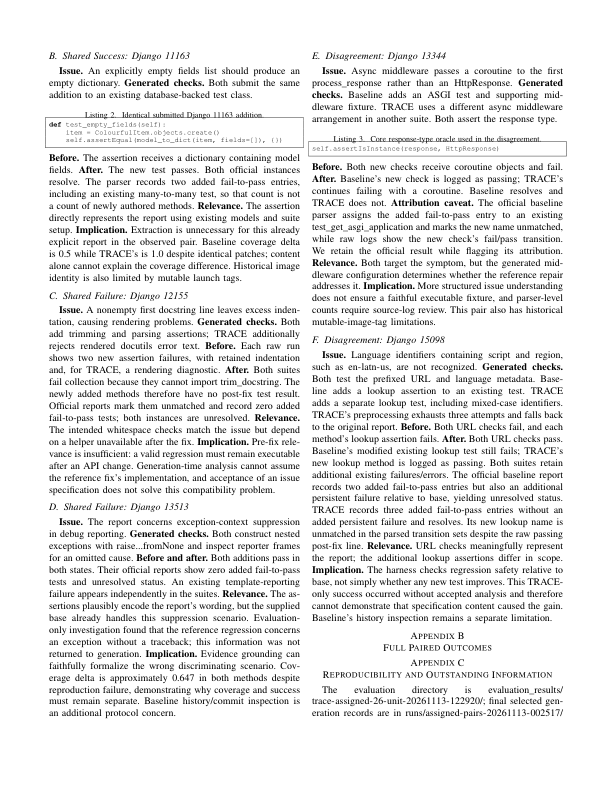 B. Shared Success: Django 11163
Issue. An explicitly empty fields list should produce an
empty dictionary. Generated checks. Both submit the same
addition to an existing database-backed test class.
Listing 2. Identical submitted Django 11163 addition.
def test_empty_fields(self):
    item = ColourfulItem.objects.create()
    self.assertEqual(model_to_dict(item, fields=[]), {})
Before. The assertion receives a dictionary containing model
fields. After. The new test passes. Both official instances
resolve. The parser records two added fail-to-pass entries,
including an existing many-to-many test, so that count is not
a count of newly authored methods. Relevance. The assertion
directly represents the report using existing models and suite
setup. Implication. Extraction is unnecessary for this already
explicit report in the observed pair. Baseline coverage delta
is 0.5 while TRACE's is 1.0 despite identical patches; content
alone cannot explain the coverage difference. Historical image
identity is also limited by mutable launch tags.
C. Shared Failure: Django 12155
Issue. A nonempty first docstring line leaves excess inden-
tation, causing rendering problems. Generated checks. Both
add trimming and parsing assertions; TRACE additionally
rejects rendered docutils error text. Before. Each raw run
shows two new assertion failures, with retained indentation
and, for TRACE, a rendering diagnostic. After. Both suites
fail collection because they cannot import trim_docstring. The
newly added methods therefore have no post-fix test result.
Official reports mark them unmatched and record zero added
fail-to-pass tests; both instances are unresolved. Relevance.
The intended whitespace checks match the issue but depend
on a helper unavailable after the fix. Implication. Pre-fix rele-
vance is insufficient: a valid regression must remain executable
after an API change. Generation-time analysis cannot assume
the reference fix's implementation, and acceptance of an issue
specification does not solve this compatibility problem.
D. Shared Failure: Django 13513
Issue. The report concerns exception-context suppression
in debug reporting. Generated checks. Both construct nested
exceptions with raise...fromNone and inspect reporter frames
for an omitted cause. Before and after. Both additions pass in
both states. Their official reports show zero added fail-to-pass
tests and unresolved status. An existing template-reporting
failure appears independently in the suites. Relevance. The as-
sertions plausibly encode the report's wording, but the supplied
base already handles this suppression scenario. Evaluation-
only investigation found that the reference regression concerns
an exception without a traceback; this information was not
returned to generation. Implication. Evidence grounding can
faithfully formalize the wrong discriminating scenario. Cov-
erage delta is approximately 0.647 in both methods despite
reproduction failure, demonstrating why coverage and success
must remain separate. Baseline history/commit inspection is
an additional protocol concern.
E. Disagreement: Django 13344
Issue. Async middleware passes a coroutine to the first
process_response rather than an HttpResponse. Generated
checks. Baseline adds an ASGI test and supporting mid-
dleware fixture. TRACE uses a different async middleware
arrangement in another suite. Both assert the response type.
Listing 3. Core response-type oracle used in the disagreement.
self.assertIsInstance(response, HttpResponse)
Before. Both new checks receive coroutine objects and fail.
After. Baseline's new check is logged as passing; TRACE's
continues failing with a coroutine. Baseline resolves and
TRACE does not. Attribution caveat. The official baseline
parser assigns the added fail-to-pass entry to an existing
test_get_asgi_application and marks the new name unmatched,
while raw logs show the new check's fail/pass transition.
We retain the official result while flagging its attribution.
Relevance. Both target the symptom, but the generated mid-
dleware configuration determines whether the reference repair
addresses it. Implication. More structured issue understanding
does not ensure a faithful executable fixture, and parser-level
counts require source-log review. This pair also has historical
mutable-image-tag limitations.
F. Disagreement: Django 15098
Issue. Language identifiers containing script and region,
such as en-latn-us, are not recognized. Generated checks.
Both test the prefixed URL and language metadata. Base-
line adds a lookup assertion to an existing test. TRACE
adds a separate lookup test, including mixed-case identifiers.
TRACE's preprocessing exhausts three attempts and falls back
to the original report. Before. Both URL checks fail, and each
method's lookup assertion fails. After. Both URL checks pass.
Baseline's modified existing lookup test still fails; TRACE's
new lookup method is logged as passing. Both suites retain
additional existing failures/errors. The official baseline report
records two added fail-to-pass entries but also an additional
persistent failure relative to base, yielding unresolved status.
TRACE records three added fail-to-pass entries without an
added persistent failure and resolves. Its new lookup name is
unmatched in the parsed transition sets despite the raw passing
post-fix line. Relevance. URL checks meaningfully represent
the report; the additional lookup assertions differ in scope.
Implication. The harness checks regression safety relative to
base, not simply whether any new test improves. This TRACE-
only success occurred without accepted analysis and therefore
cannot demonstrate that specification content caused the gain.
Baseline's history inspection remains a separate limitation.
APPENDIX B
FULL PAIRED OUTCOMES
APPENDIX C
REPRODUCIBILITY AND OUTSTANDING INFORMATION
The evaluation directory is evaluation_results/
trace-assigned-26-unit-20261113-122920/; final selected gen-
eration records are in runs/assigned-pairs-20261113-002517/